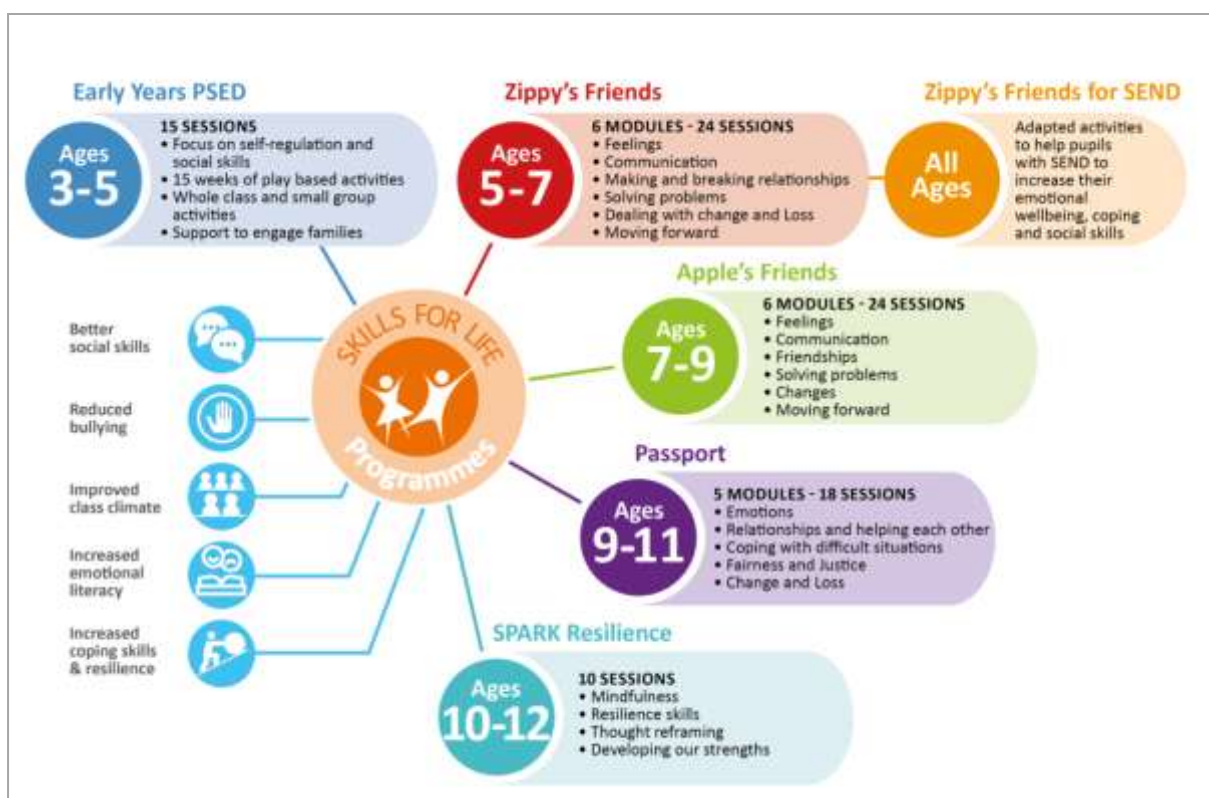 Early Years PSED
Ages
3-5
15 SESSIONS
• Focus on self-regulation and
social skills
• 15 weeks of play based activities
• Whole class and small group
activities
• Support to engage families
Zippy's Friends
Ages
5-7
6 MODULES - 24 SESSIONS
• Feelings
• Communication
• Making and breaking relationships
• Solving problems
• Dealing with change and Loss
• Moving forward
Zippy's Friends for SEND
All
Ages
Adapted activities
to help pupils
with SEND to
increase their
emotional
wellbeing, coping
and social skills
SKILLS FOR LIFE
Programmes
Apple's Friends
Ages
7-9
6 MODULES - 24 SESSIONS
• Feelings
• Communication
• Friendships
• Solving problems
• Changes
• Moving forward
Better
social skills
Reduced
bullying
Improved
class climate
Increased
emotional
literacy
Increased
coping skills
& resilience
Passport
Ages
9-11
5 MODULES - 18 SESSIONS
• Emotions
• Relationships and helping each other
• Coping with difficult situations
• Fairness and Justice
• Change and Loss
SPARK Resilience
Ages
10-12
10 SESSIONS
• Mindfulness
• Resilience skills
• Thought reframing
• Developing our strengths